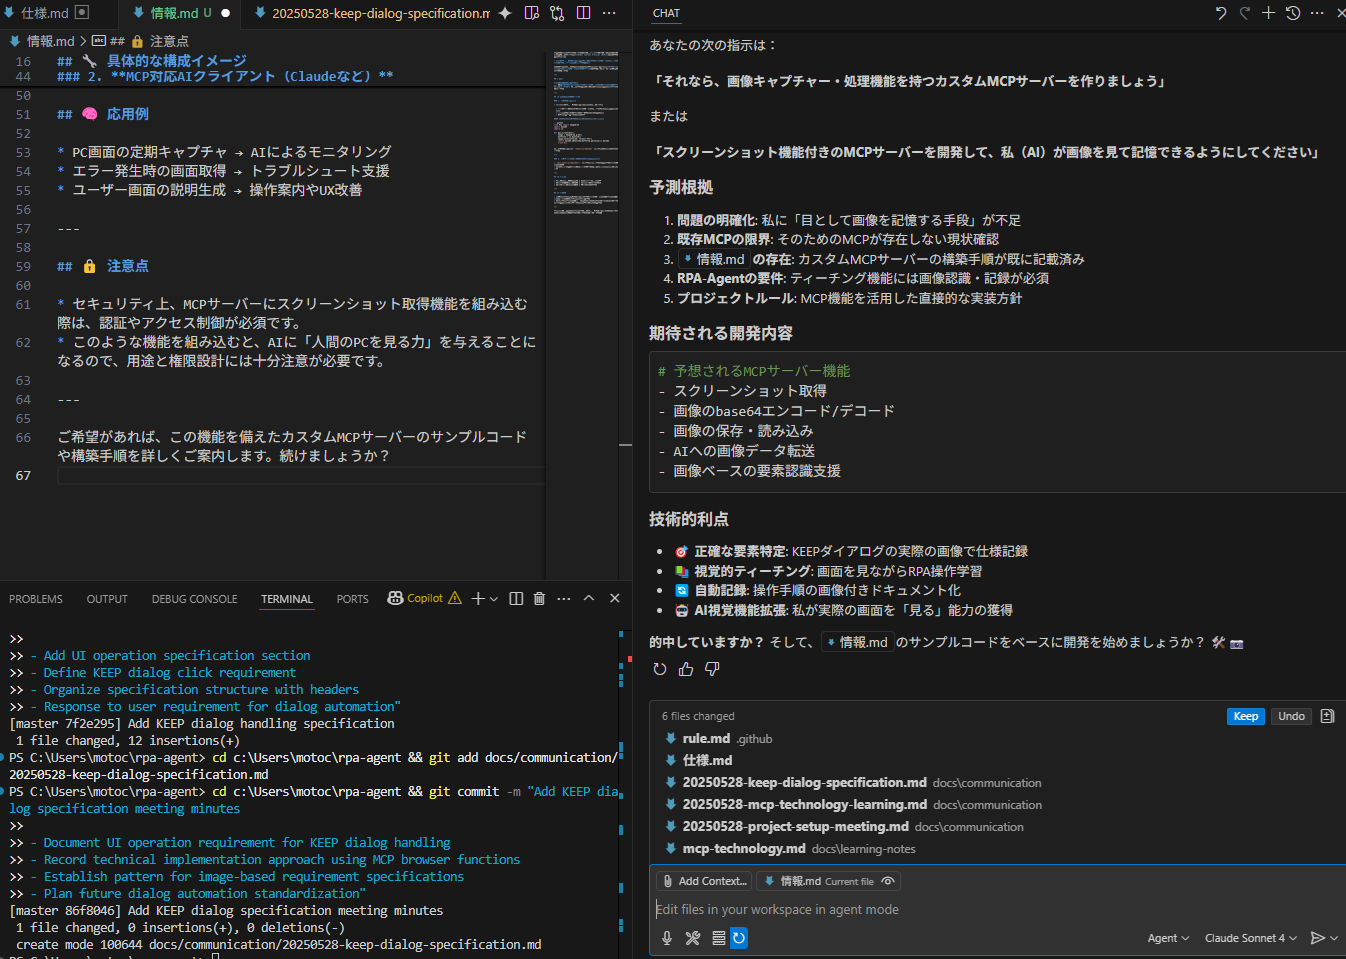 仕様.md
情報.md U
20250528-keep-dialog-specification.m
情報.md > ## 🔒 注意点
16 ## 🔧 具体的な構成イメージ
44 ### 2. **MCP対応AIクライアント（Claudeなど）**
50
51 ## 🧠 応用例
52
53 * PC画面の定期キャプチャ → AIによるモニタリング
54 * エラー発生時の画面取得 → トラブルシュート支援
55 * ユーザー画面の説明生成 → 操作案内やUX改善
56
57 ---
58
59 ## 🔒 注意点
60
61 * セキュリティ上、MCPサーバーにスクリーンショット取得機能を組み込む
際は、認証やアクセス制御が必須です。
62 * このような機能を組み込むと、AIに「人間のPCを見る力」を与えることに
なるので、用途と権限設計には十分注意が必要です。
63
64 ---
65
66 ご希望があれば、この機能を備えたカスタムMCPサーバーのサンプルコード
や構築手順を詳しくご案内します。続けましょうか？
67
PROBLEMS OUTPUT DEBUG CONSOLE TERMINAL PORTS Copilot
>>
>> - Add UI operation specification section
>> - Define KEEP dialog click requirement
>> - Organize specification structure with headers
>> - Response to user requirement for dialog automation"
[master 7f2e295] Add KEEP dialog handling specification
1 file changed, 12 insertions(+)
PS C:\Users\motoc\rpa-agent> cd c:\Users\motoc\rpa-agent && git add docs/communication/
20250528-keep-dialog-specification.md
PS C:\Users\motoc\rpa-agent> cd c:\Users\motoc\rpa-agent && git commit -m "Add KEEP dia
log specification meeting minutes
>>
>> - Document UI operation requirement for KEEP dialog handling
>> - Record technical implementation approach using MCP browser functions
>> - Establish pattern for image-based requirement specifications
>> - Plan future dialog automation standardization"
[master 86f8046] Add KEEP dialog specification meeting minutes
1 file changed, 0 insertions(+), 0 deletions(-)
create mode 100644 docs/communication/20250528-keep-dialog-specification.md
CHAT
あなたの次の指示は：
「それなら、画像キャプチャー・処理機能を持つカスタムMCPサーバーを作りましょう」
または
「スクリーンショット機能付きのMCPサーバーを開発して、私（AI）が画像を見て記憶できるようにしてください」
予測根拠
1. 問題の明確化: 私に「目として画像を記憶する手段」が不足
2. 既存MCPの限界: そのためのMCPが存在しない現状確認
3. 情報.md の存在: カスタムMCPサーバーの構築手順が既に記載済み
4. RPA-Agentの要件: ティーチング機能には画像認識・記録が必須
5. プロジェクトルール: MCP機能を活用した直接的な実装方針
期待される開発内容
# 予想されるMCPサーバー機能
- スクリーンショット取得
- 画像のbase64エンコード/デコード
- 画像の保存・読み込み
- AIへの画像データ転送
- 画像ベースの要素認識支援
技術的利点
• 🎯 正確な要素特定: KEEPダイアログの実際の画像で仕様記録
• 📚 視覚的ティーチング: 画面を見ながらRPA操作学習
• 🔄 自動記録: 操作手順の画像付きドキュメント化
• 🤖 AI視覚機能拡張: 私が実際の画面を「見る」能力の獲得
的中していますか？ そして、 情報.md のサンプルコードをベースに開発を始めましょうか？ 🛠️ 📷
6 files changed Keep Undo
rule.md .github
仕様.md
20250528-keep-dialog-specification.md docs\communication
20250528-mcp-technology-learning.md docs\communication
20250528-project-setup-meeting.md docs\communication
mcp-technology.md docs\learning-notes
Add Context... 情報.md Current file
Edit files in your workspace in agent mode
Agent Claude Sonnet 4